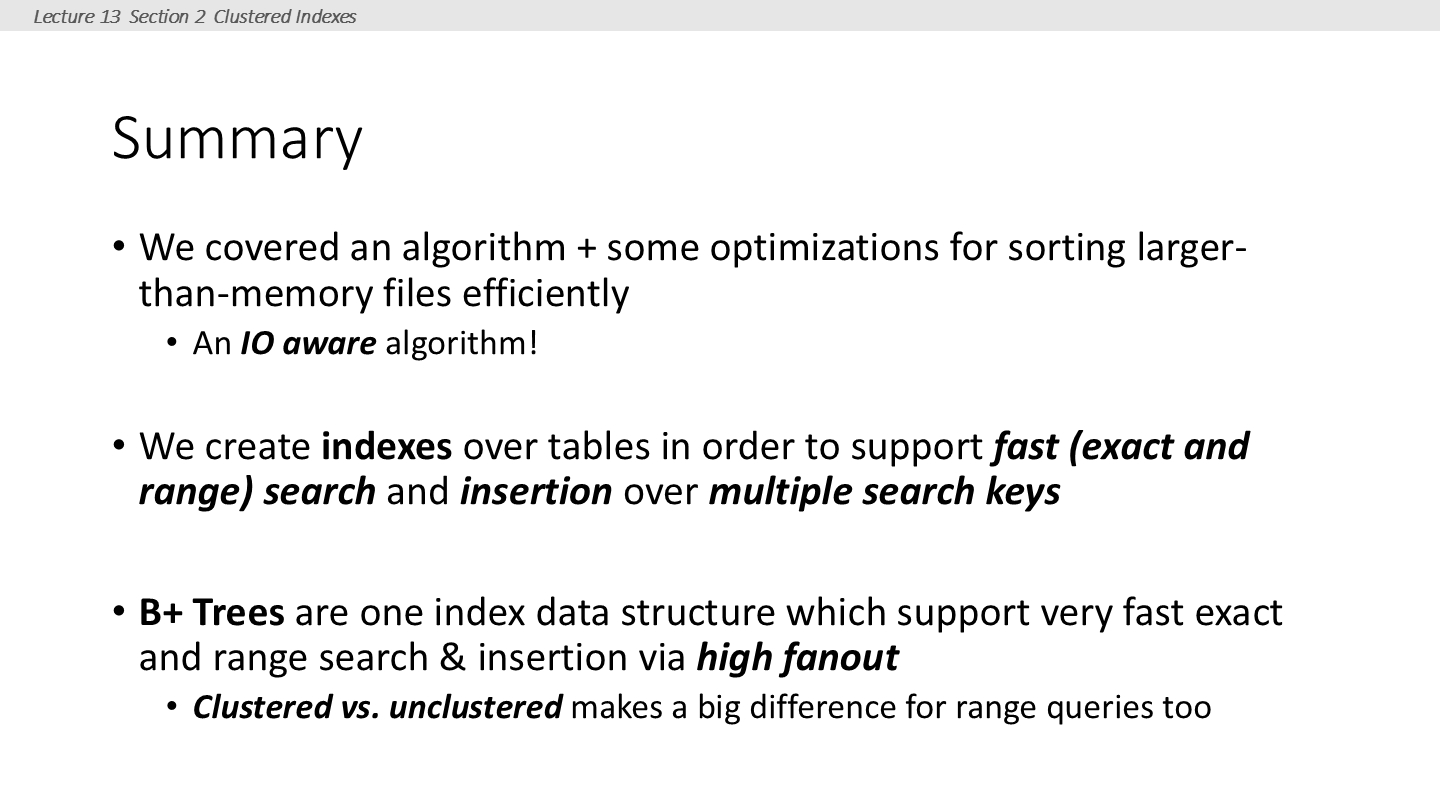 Lecture 13 Section 2 Clustered Indexes
Summary
• We covered an algorithm + some optimizations for sorting larger-
than-memory files efficiently
• An IO aware algorithm!
• We create indexes over tables in order to support fast (exact and
range) search and insertion over multiple search keys
• B+ Trees are one index data structure which support very fast exact
and range search & insertion via high fanout
• Clustered vs. unclustered makes a big difference for range queries too